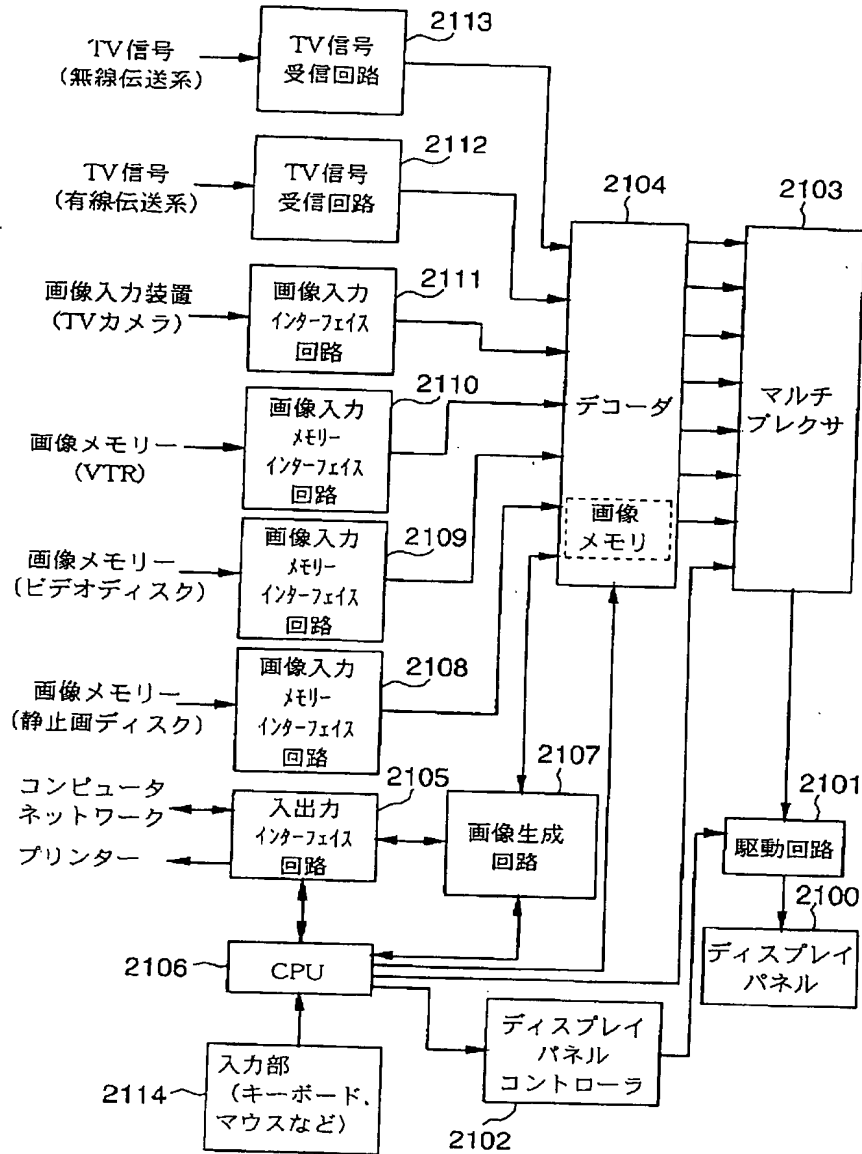 TV信号
(無線伝送系)
TV信号
受信回路
2113
TV信号
(有線伝送系)
TV信号
受信回路
2112
画像入力装置
(TVカメラ)
画像入力
インターフェイス
回路
2111
画像メモリー
(VTR)
画像入力
メモリー
インターフェイス
回路
2110
画像メモリー
(ビデオディスク)
画像入力
メモリー
インターフェイス
回路
2109
画像メモリー
(静止画ディスク)
画像入力
メモリー
インターフェイス
回路
2108
2104
デコーダ
画像
メモリ
2103
マルチ
プレクサ
コンピュータ
ネットワーク
プリンター
2105
入出力
インターフェイス
回路
2107
画像生成
回路
2101
駆動回路
2100
ディスプレイ
パネル
2106
CPU
2114
入力部
(キーボード、
マウスなど)
ディスプレイ
パネル
コントローラ
2102